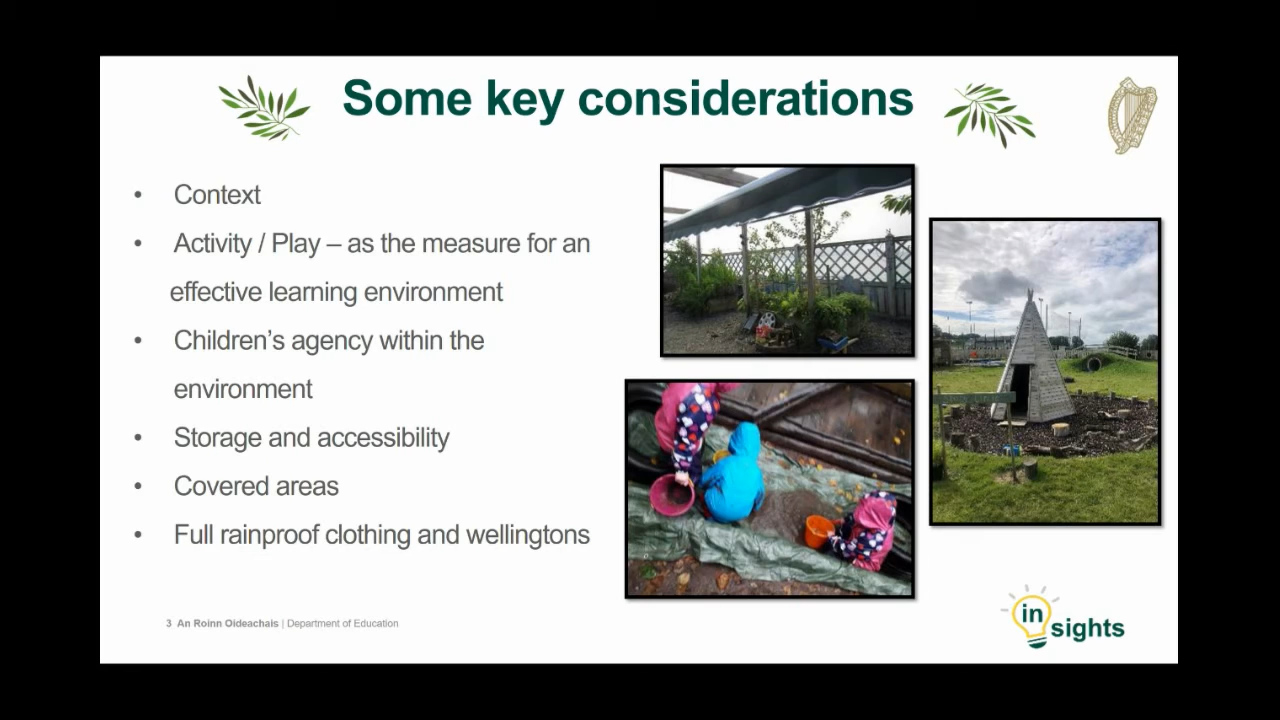 Some key considerations
• Context
• Activity / Play – as the measure for an
effective learning environment
• Children’s agency within the
environment
• Storage and accessibility
• Covered areas
• Full rainproof clothing and wellingtons
3 An Roinn Oideachais | Department of Education
in
sights